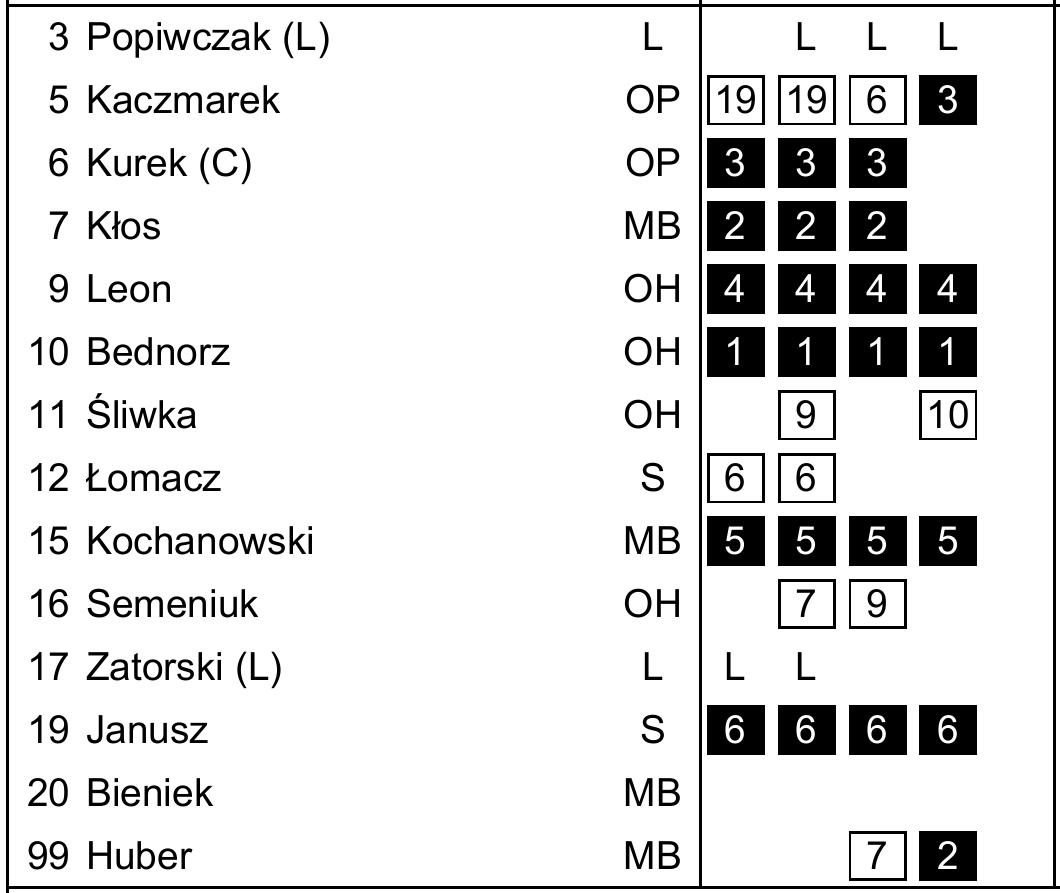 3 Popiwczak (L) L L L L
5 Kaczmarek OP 19 19 6 3
6 Kurek (C) OP 3 3 3
7 Kłos MB 2 2 2
9 Leon OH 4 4 4 4
10 Bednorz OH 1 1 1 1
11 Śliwka OH 9 10
12 Łomacz S 6 6
15 Kochanowski MB 5 5 5 5
16 Semeniuk OH 7 9
17 Zatorski (L) L L L
19 Janusz S 6 6 6 6
20 Bieniek MB
99 Huber MB 7 2